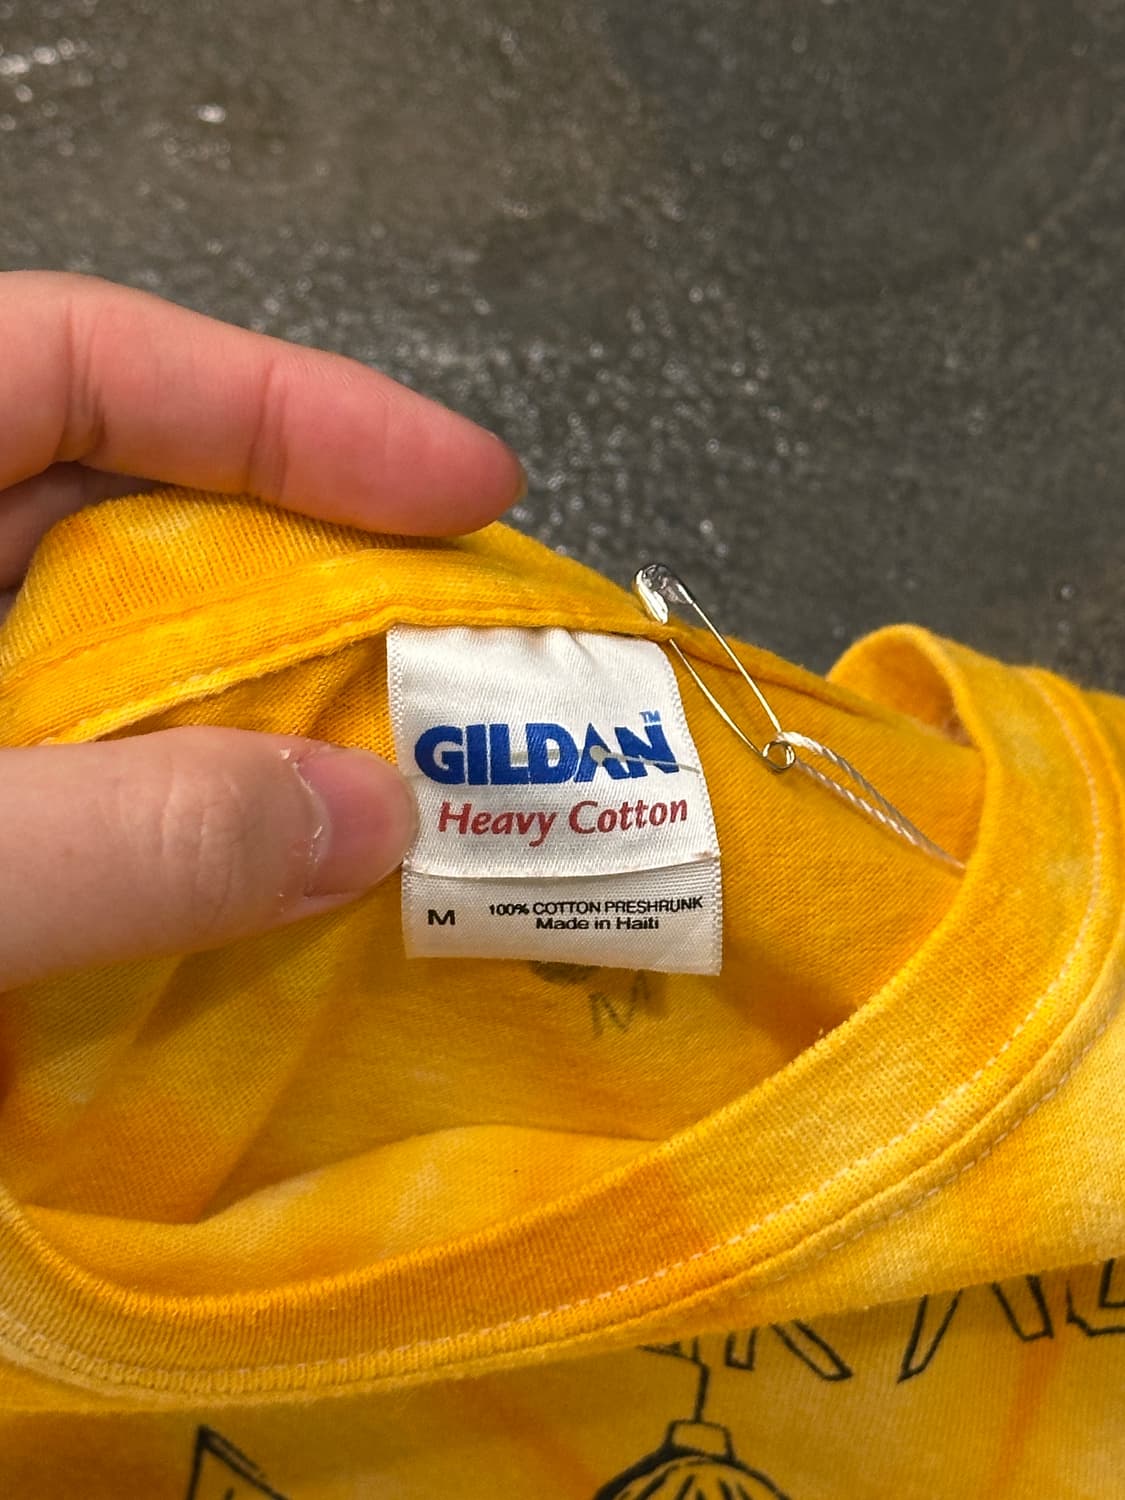 GILDAN™
Heavy Cotton
M
100% COTTON PRESHRUNK
Made in Haiti
M